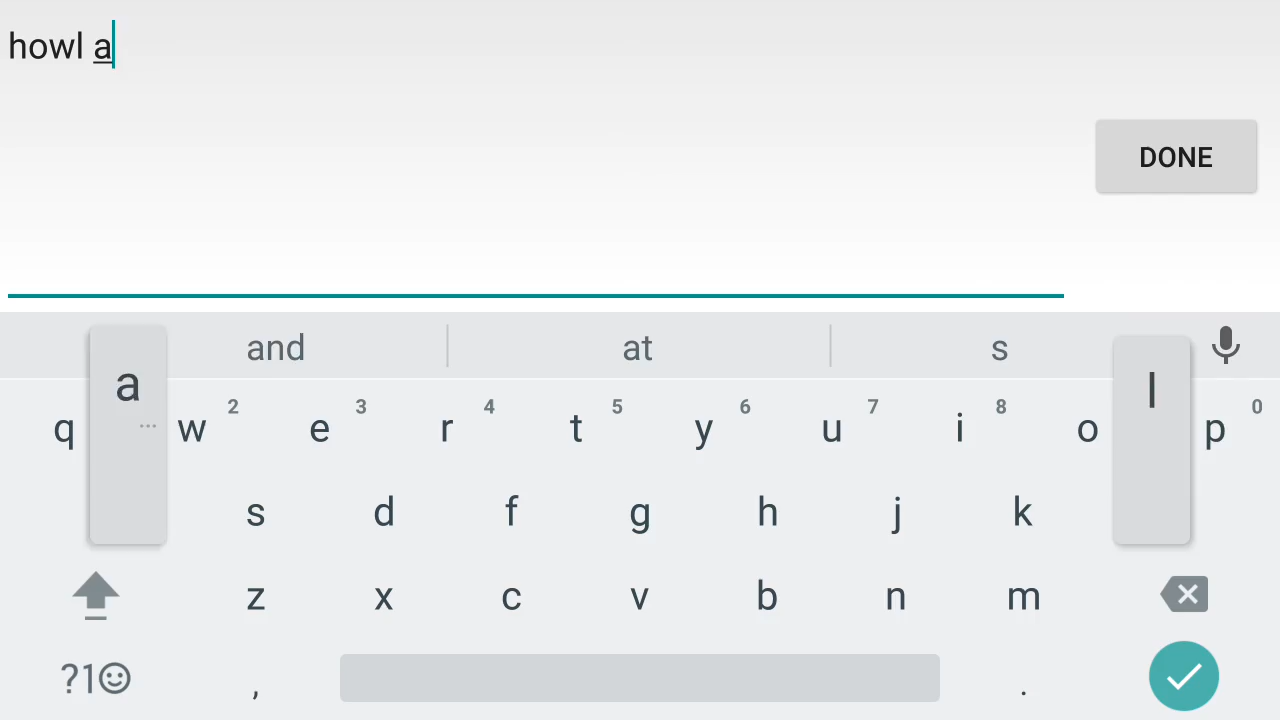 howl a
DONE
and at s
a l
q w 2 e 3 r 4 t 5 y 6 u 7 i 8 o p 0
s d f g h j k
z x c v b n m
?1 , .